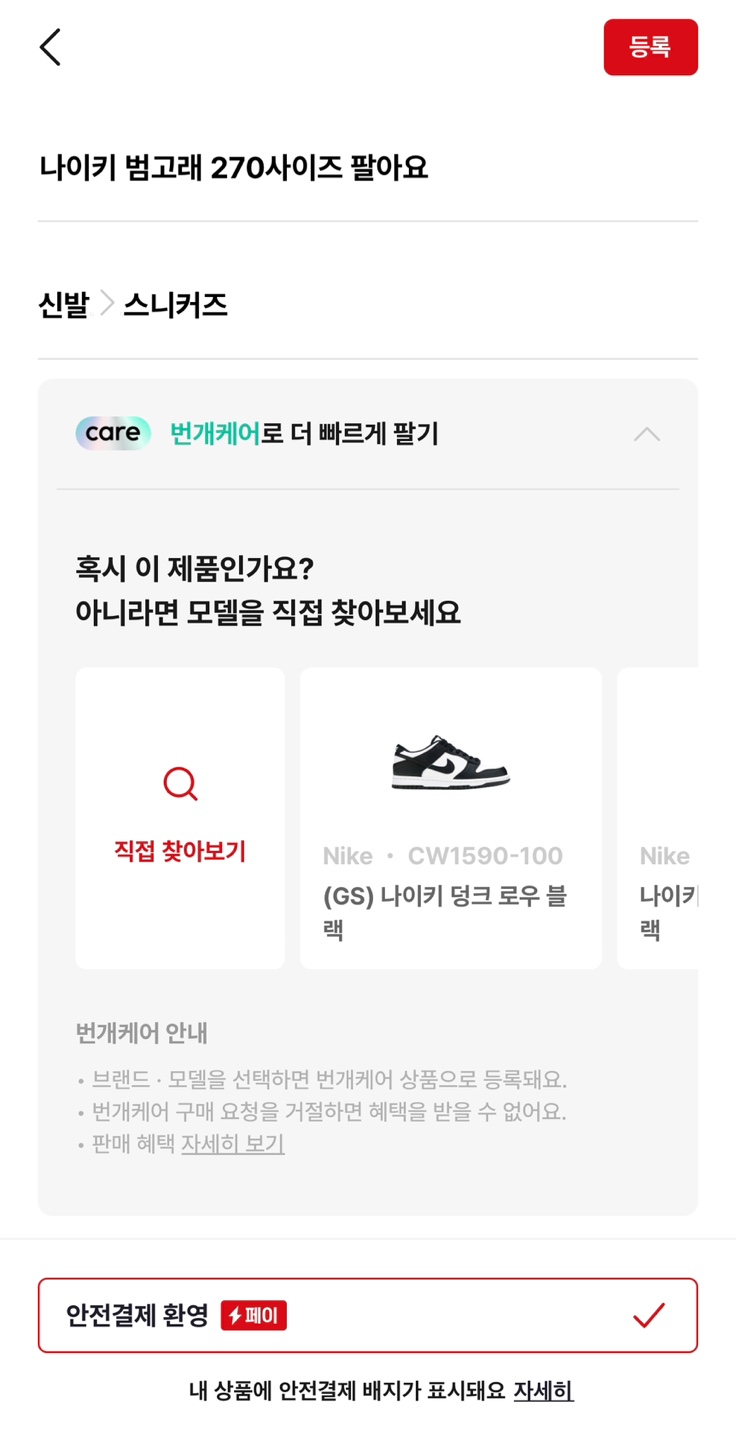 등록
나이키 범고래 270사이즈 팔아요
신발 > 스니커즈
care 번개케어로 더 빠르게 팔기
혹시 이 제품인가요?
아니라면 모델을 직접 찾아보세요
직접 찾아보기
Nike · CW1590-100
(GS) 나이키 덩크 로우 블
랙
Nike
나이키
랙
번개케어 안내
• 브랜드 · 모델을 선택하면 번개케어 상품으로 등록돼요.
• 번개케어 구매 요청을 거절하면 혜택을 받을 수 없어요.
• 판매 혜택 자세히 보기
안전결제 환영 페이
내 상품에 안전결제 배지가 표시돼요 자세히